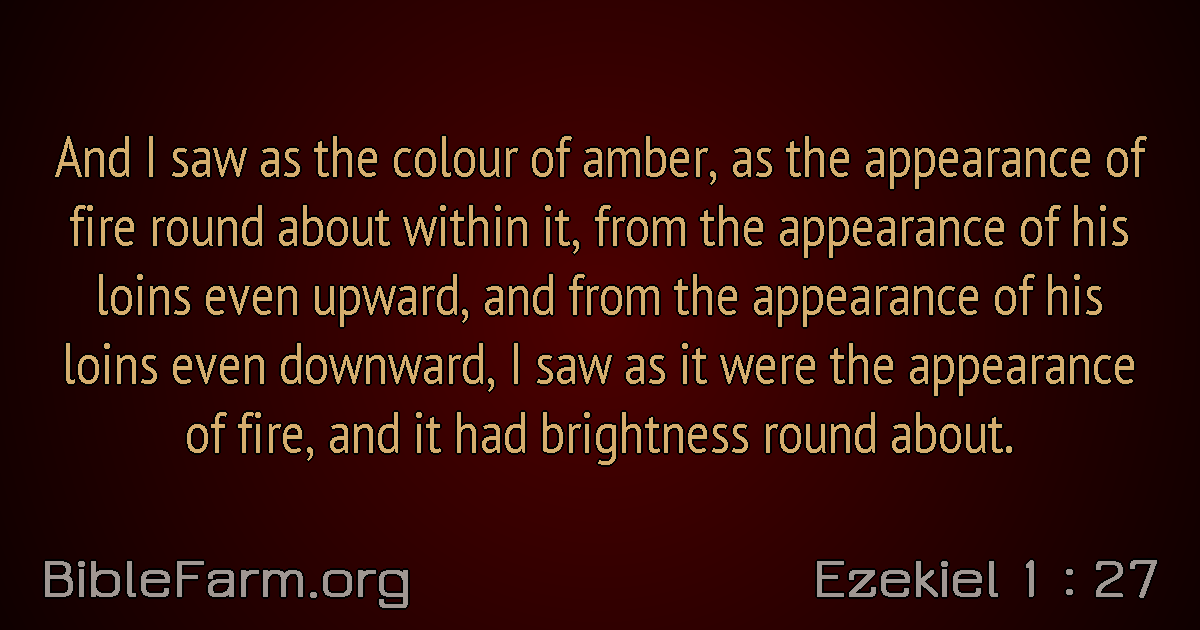 And I saw as the colour of amber, as the appearance of
fire round about within it, from the appearance of his
loins even upward, and from the appearance of his
loins even downward, I saw as it were the appearance
of fire, and it had brightness round about.
BibleFarm.org
Ezekiel 1 : 27